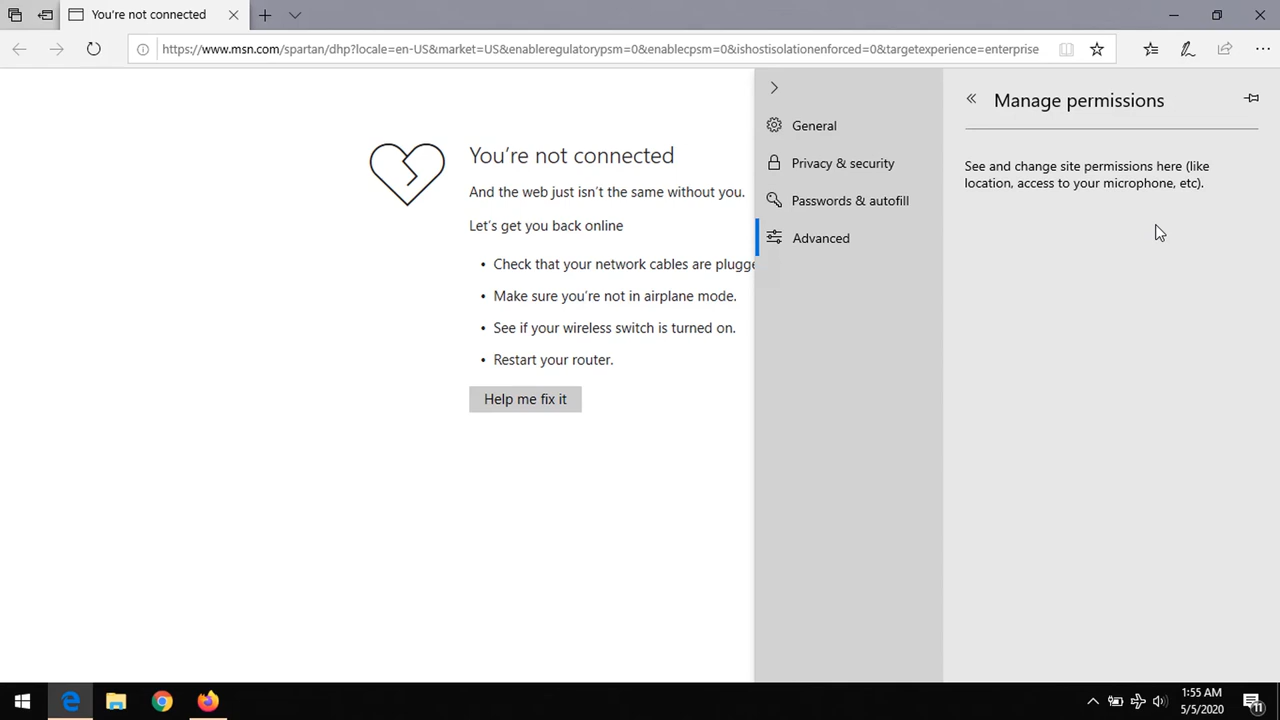 You're not connected
https://www.msn.com/spartan/dhp?locale=en-US&market=US&enableregulatorypsm=0&enablecpsm=0&ishostisolationenforced=0&targetexperience=enterprise
You're not connected
And the web just isn't the same without you.
Let's get you back online
• Check that your network cables are plugge
• Make sure you're not in airplane mode.
• See if your wireless switch is turned on.
• Restart your router.
Help me fix it
General
Privacy & security
Passwords & autofill
Advanced
Manage permissions
See and change site permissions here (like
location, access to your microphone, etc).
1:55 AM
5/5/2020
11